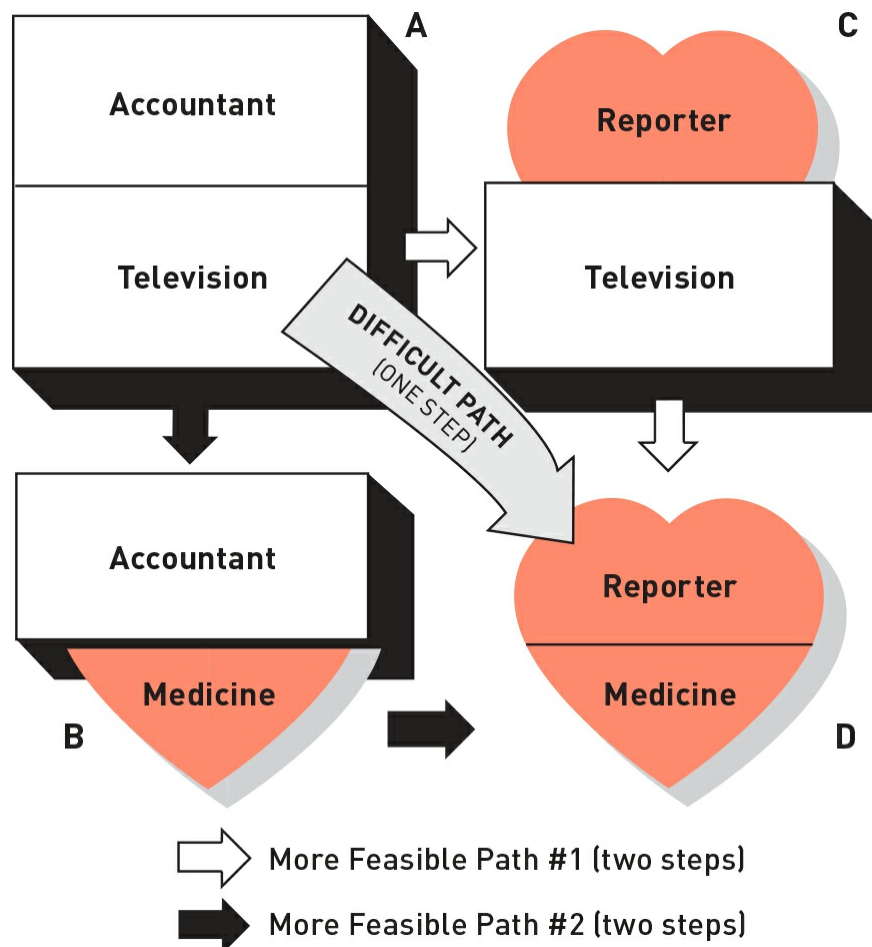 A
Accountant
Television
C
Reporter
Television
DIFFICULT PATH
(ONE STEP)
Accountant
Medicine
B
Reporter
Medicine
D
More Feasible Path #1 (two steps)
More Feasible Path #2 (two steps)